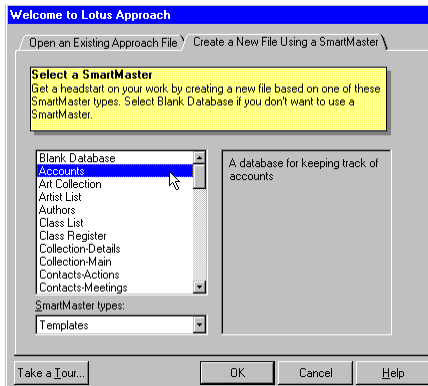 Welcome to Lotus Approach
Open an Existing Approach File
Create a New File Using a SmartMaster
Select a SmartMaster
Get a headstart on your work by creating a new file based on one of these
SmartMaster types. Select Blank Database if you don't want to use a
SmartMaster.
Blank Database
Accounts
Art Collection
Artist List
Authors
Class List
Class Register
Collection-Details
Collection-Main
Contacts-Actions
Contacts-Meetings
A database for keeping track of
accounts
SmartMaster types:
Templates
Take a Tour...
OK
Cancel
Help